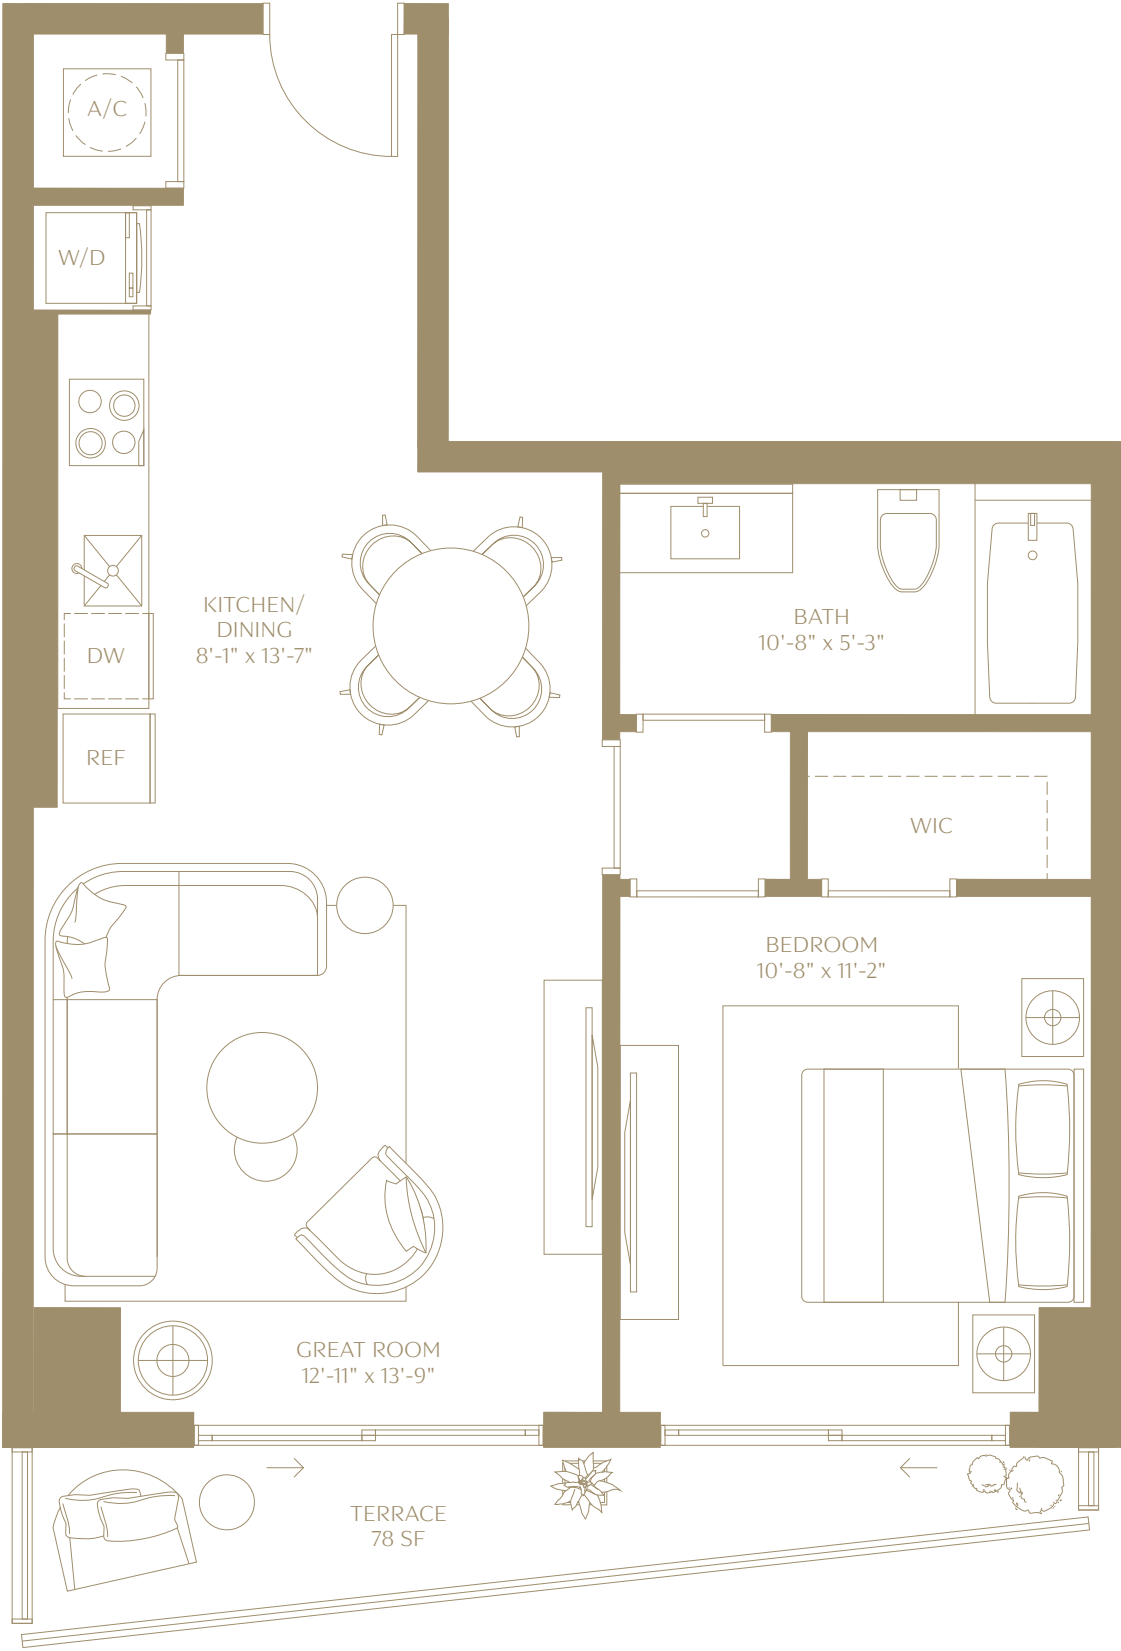 A/C
W/D
KITCHEN/
DINING
8'-1" x 13'-7"
DW
REF
BATH
10'-8" x 5'-3"
WIC
BEDROOM
10'-8" x 11'-2"
GREAT ROOM
12'-11" x 13'-9"
TERRACE
78 SF